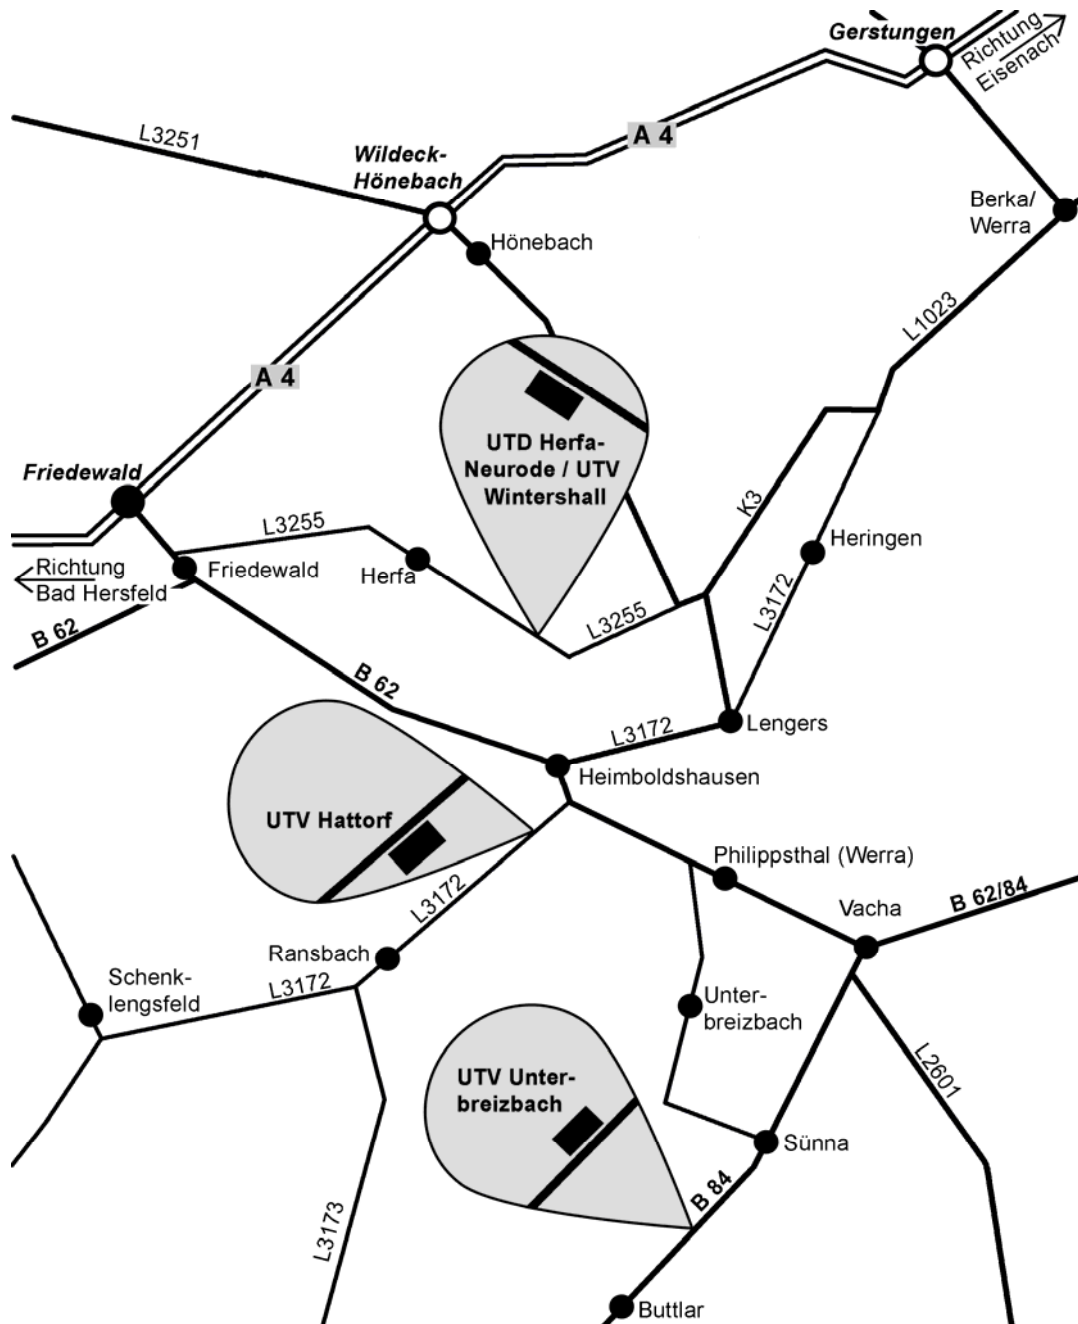 Gerstungen
Richtung
Eisenach
L3251
A 4
Wildeck-
Hönebach
Berka/
Werra
Hönebach
L1023
A 4
UTD Herfa-
Neurode / UTV
Wintershall
Friedewald
K3
L3255
Heringen
Richtung
Bad Hersfeld
Friedewald
Herfa
L3172
L3255
B 62
B 62
L3172
Lengers
Heimboldshausen
UTV Hattorf
Philippsthal (Werra)
L3172
B 62/84
Vacha
Ransbach
Schenk-
lengsfeld
L3172
Unter-
breizbach
L2601
UTV Unter-
breizbach
Sünna
B 84
L3173
Buttlar